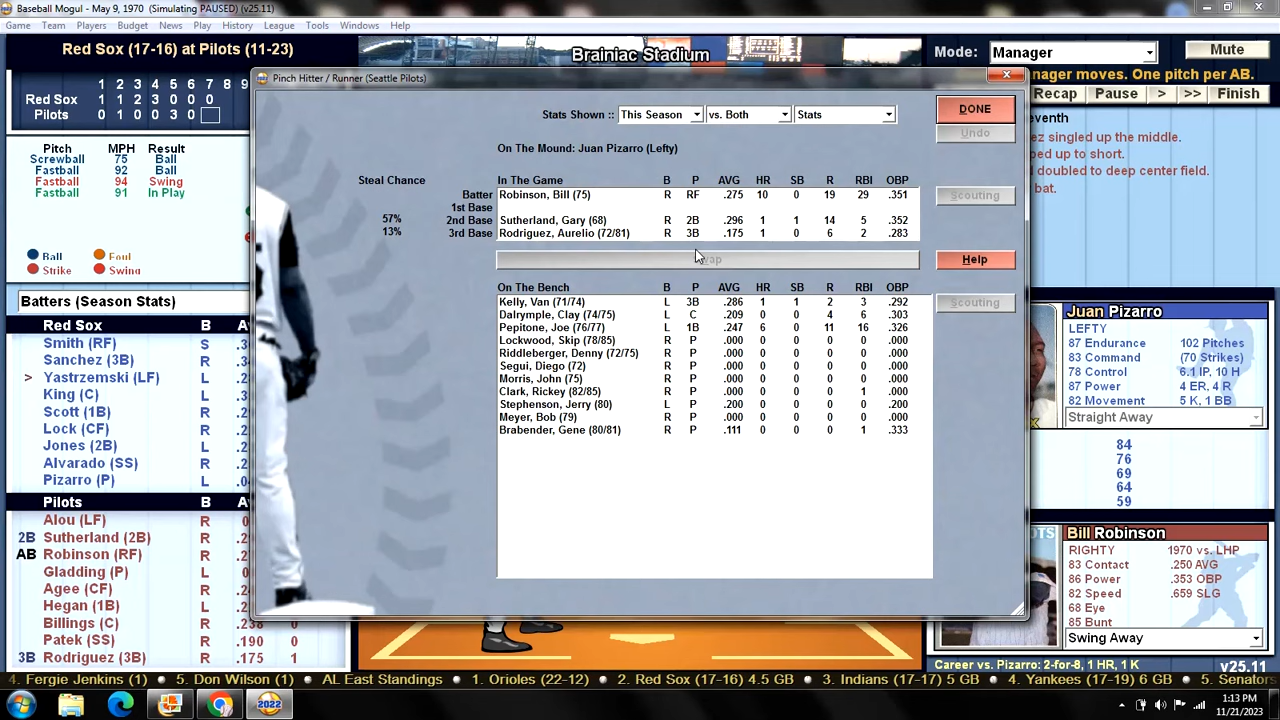 Baseball Mogul - May 9, 1970 (Simulating PAUSED) (v25.11)
Game Team Players Budget News Play History League Tools Windows Help
Red Sox (17-16) at Pilots (11-23)
Brainiac Stadium
Mode: Manager Mute
1 2 3 4 5 6 7 8 9
Red Sox 1 1 2 3 0 0 0
Pilots 0 1 0 0 3 0
Pitch MPH Result
Screwball 75 Ball
Fastball 92 Ball
Fastball 94 Swing
Fastball 91 In Play
Ball Foul
Strike Swing
nager moves. One pitch per AB.
Recap Pause > >> Finish
eventh
singled up the middle.
ped up to short.
doubled to deep center field.
bat.
Pinch Hitter / Runner (Seattle Pilots)
Stats Shown :: This Season vs. Both Stats
DONE
Undo
On The Mound: Juan Pizarro (Lefty)
Steal Chance In The Game B P AVG HR SB R RBI OBP
Batter Robinson, Bill (75) R RF .275 10 0 19 29 .351
Scouting
1st Base
57% 2nd Base Sutherland, Gary (68) R 2B .296 1 1 14 5 .352
13% 3rd Base Rodriguez, Aurelio (72/81) R 3B .175 1 0 6 2 .283
Help
On The Bench B P AVG HR SB R RBI OBP
Kelly, Van (71/74) L 3B .286 1 1 2 3 .292
Scouting
Dalrymple, Clay (74/75) L C .209 0 0 4 6 .303
Pepitone, Joe (76/77) L 1B .247 6 0 11 16 .326
Lockwood, Skip (78/85) R P .000 0 0 0 0 .000
Riddleberger, Denny (72/75) R P .000 0 0 0 0 .000
Segui, Diego (72) R P .000 0 0 0 0 .000
Morris, John (75) R P .000 0 0 0 0 .000
Clark, Rickey (82/85) R P .000 0 0 0 1 .000
Stephenson, Jerry (80) L P .200 0 0 0 0 .200
Meyer, Bob (79) R P .000 0 0 0 0 .000
Brabender, Gene (80/81) R P .111 0 0 0 1 .333
Batters (Season Stats)
Red Sox B
Smith (RF) S
Sanchez (3B) R
> Yastrzemski (LF) L
King (C) L
Scott (1B) R
Lock (CF) R
Jones (2B) L
Alvarado (SS) R
Pizarro (P) L
Pilots B
Alou (LF) R
2B Sutherland (2B) R
AB Robinson (RF) R
Gladding (P) L
Agee (CF) R
Hegan (1B) L
Billings (C) R .238 0
Patek (SS) R .190 0
3B Rodriguez (3B) R .175 1
Juan Pizarro
LEFTY
87 Endurance 102 Pitches
83 Command (70 Strikes)
78 Control 6.1 IP, 10 H
87 Power 4 ER, 4 R
82 Movement 5 K, 1 BB
Straight Away
84
76
69
64
59
Bill Robinson
RIGHTY 1970 vs. LHP
83 Contact .250 AVG
86 Power .353 OBP
82 Speed .659 SLG
68 Eye
85 Bunt
Swing Away
Career vs. Pizarro: 2-for-8, 1 HR, 1 K
v25.11
4. Fergie Jenkins (1) 5. Don Wilson (1) AL East Standings 1. Orioles (22-12) 2. Red Sox (17-16) 4.5 GB 3. Indians (17-17) 5 GB 4. Yankees (17-19) 6 GB 5. Senators
2022
1:13 PM
11/21/2023